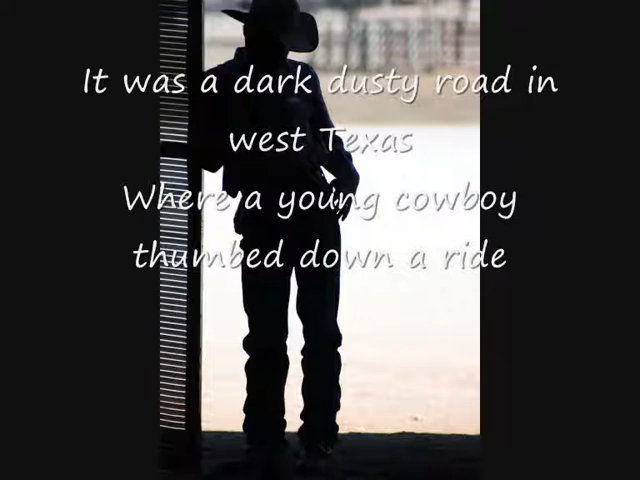 It was a dark dusty road in
west Texas
Where a young cowboy
thumbed down a ride